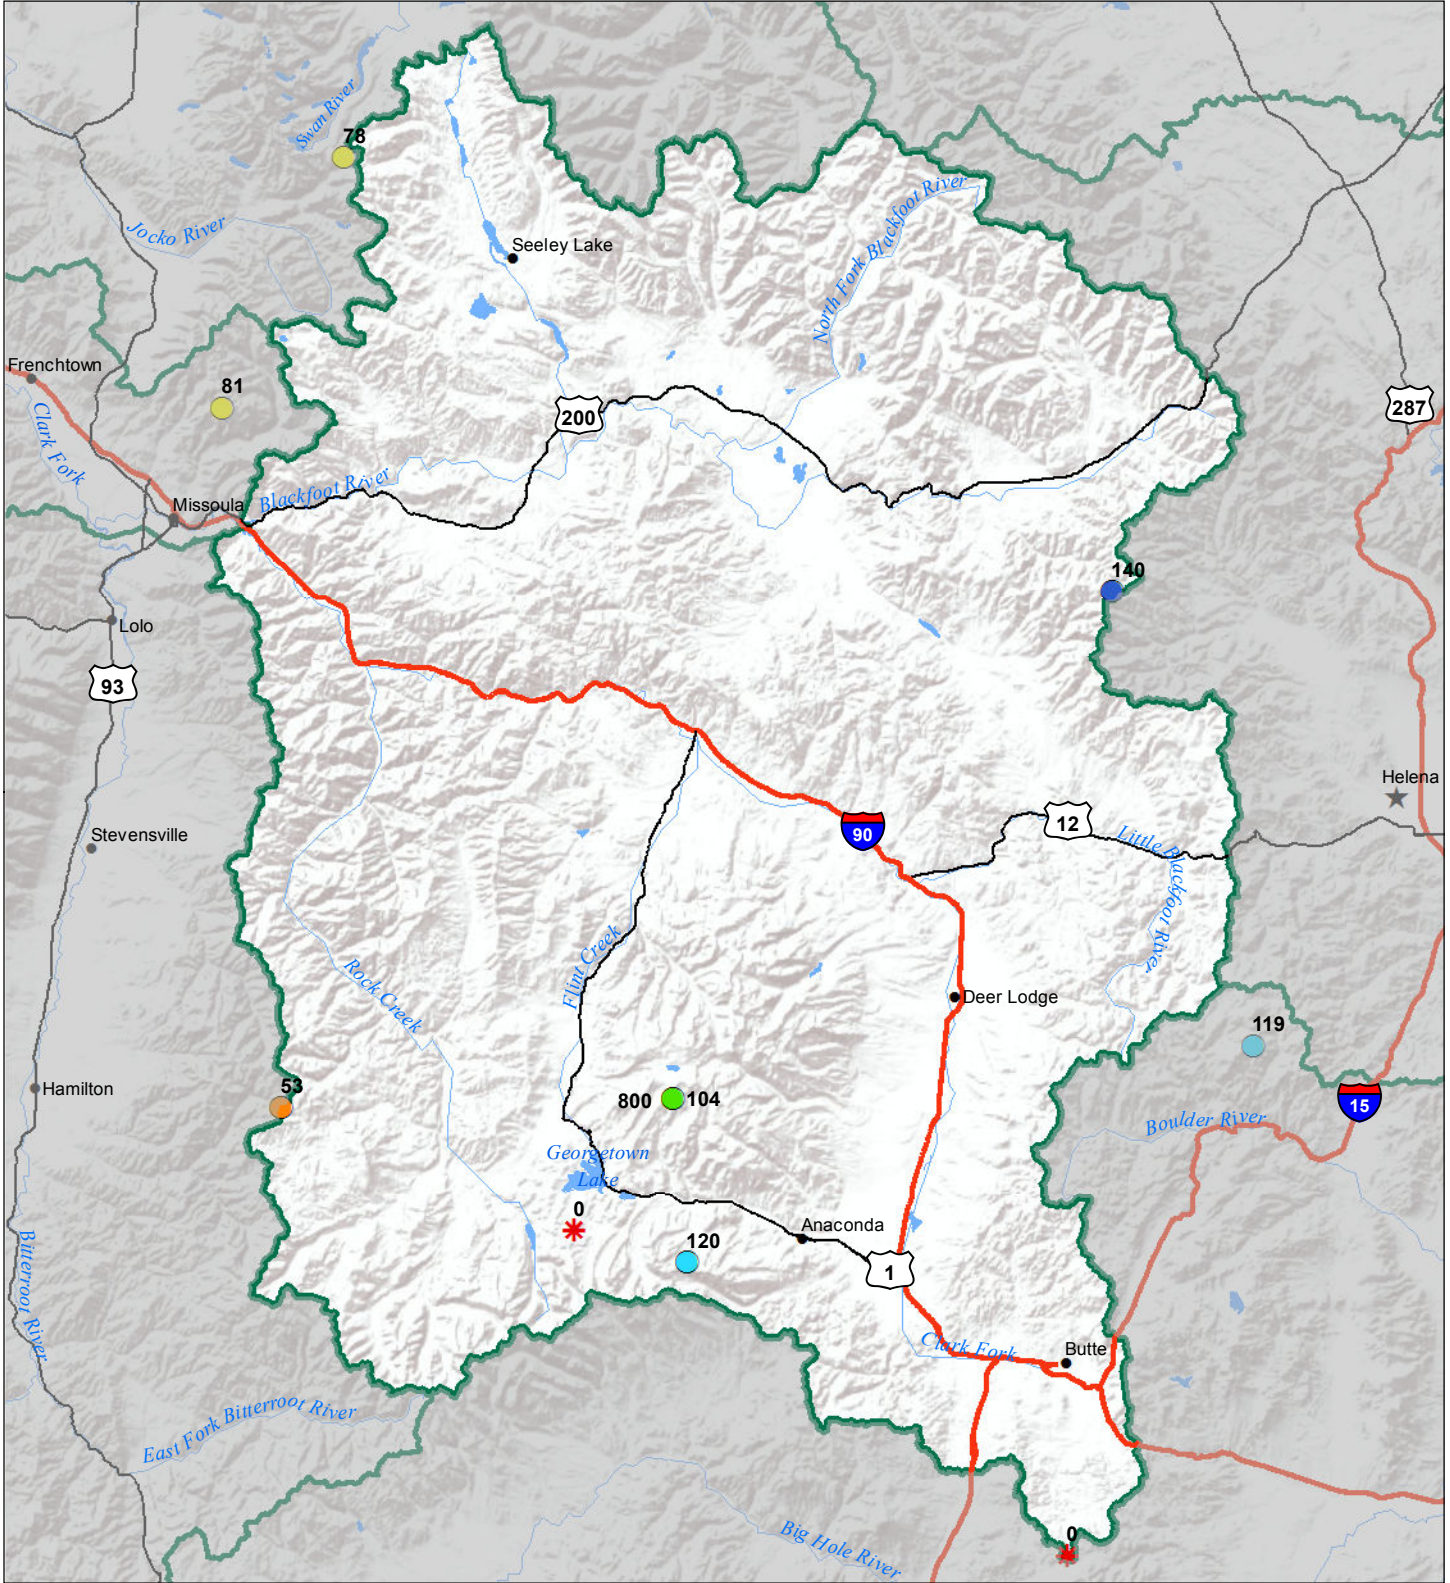 Swan River
78
Jocko River
Seeley Lake
North Fork Blackfoot River
Frenchtown
81
Clark Fork
200
287
Missoula
Blackfoot River
140
Lolo
93
Helena
90
12
Little Blackfoot River
Stevensville
Flint Creek
Rock Creek
Deer Lodge
119
Hamilton
53
800
104
15
Boulder River
Georgetown
Lake
0
Anaconda
120
1
Bitterroot River
Clark Fork
Butte
East Fork Bitterroot River
Big Hole River
0